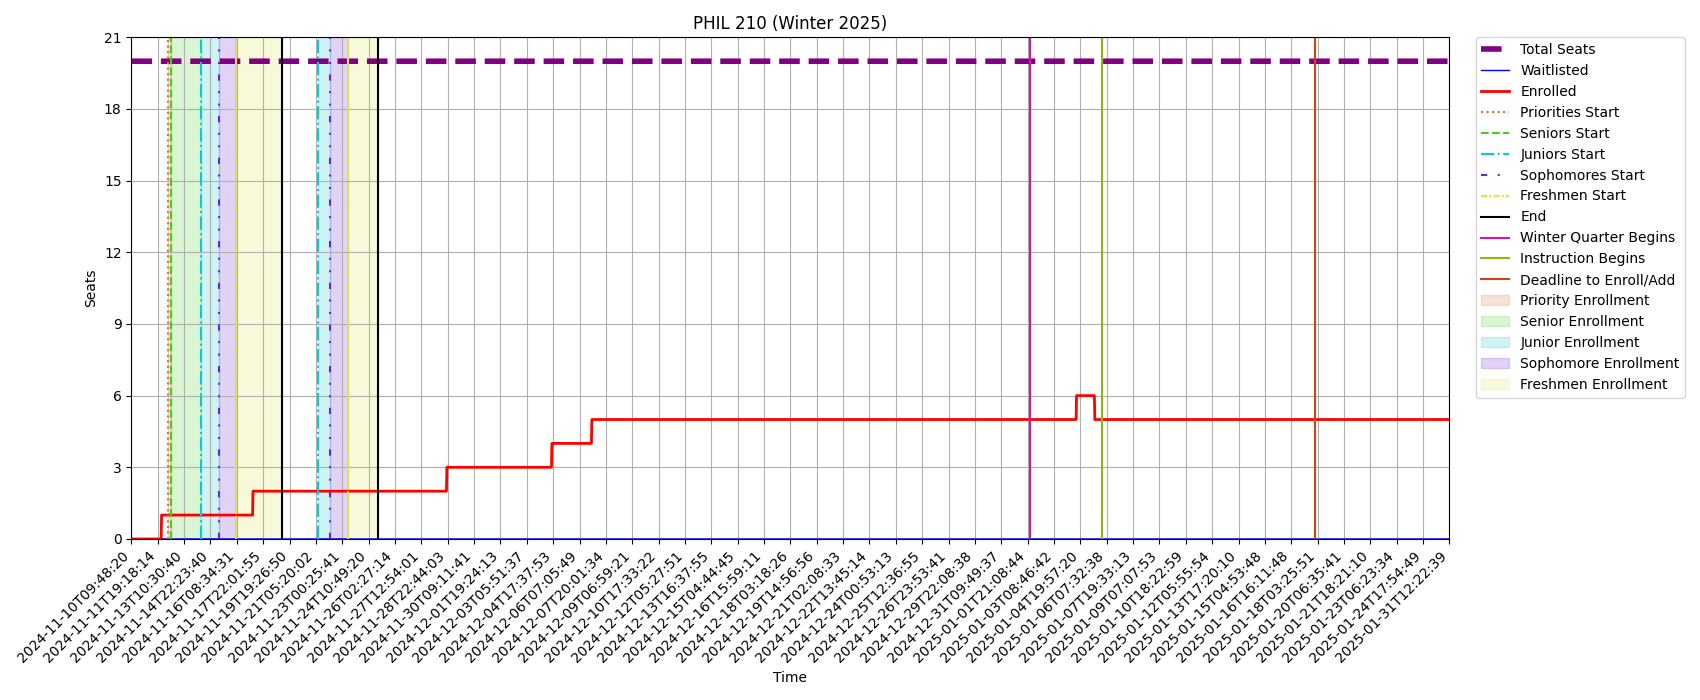 PHIL 210 (Winter 2025)
21
18
15
12
9
6
3
0
Seats
2024-11-10T09:48:20
2024-11-11T19:18:14
2024-11-13T10:30:40
2024-11-14T22:23:40
2024-11-16T08:34:31
2024-11-17T22:01:55
2024-11-19T19:26:50
2024-11-21T05:20:02
2024-11-23T00:25:41
2024-11-24T10:49:20
2024-11-26T02:27:14
2024-11-27T12:54:01
2024-11-28T22:44:03
2024-11-30T09:11:41
2024-12-01T19:24:13
2024-12-03T05:51:37
2024-12-04T17:37:53
2024-12-06T07:05:49
2024-12-07T20:01:34
2024-12-09T06:59:21
2024-12-10T17:33:22
2024-12-12T05:27:51
2024-12-13T16:37:55
2024-12-15T04:44:45
2024-12-16T15:59:11
2024-12-18T03:18:26
2024-12-19T14:56:56
2024-12-21T02:08:33
2024-12-22T13:45:14
2024-12-24T00:53:13
2024-12-25T12:36:55
2024-12-26T23:53:41
2024-12-29T22:08:38
2024-12-31T09:49:37
2025-01-01T21:08:44
2025-01-03T08:46:42
2025-01-04T19:57:20
2025-01-06T07:32:38
2025-01-07T19:33:13
2025-01-09T07:07:53
2025-01-10T18:22:59
2025-01-12T05:55:54
2025-01-13T17:20:10
2025-01-15T04:53:48
2025-01-16T16:11:48
2025-01-18T03:25:51
2025-01-20T06:35:41
2025-01-21T18:21:10
2025-01-23T06:23:34
2025-01-24T17:54:49
2025-01-31T12:22:39
Time
Total Seats
Waitlisted
Enrolled
Priorities Start
Seniors Start
Juniors Start
Sophomores Start
Freshmen Start
End
Winter Quarter Begins
Instruction Begins
Deadline to Enroll/Add
Priority Enrollment
Senior Enrollment
Junior Enrollment
Sophomore Enrollment
Freshmen Enrollment